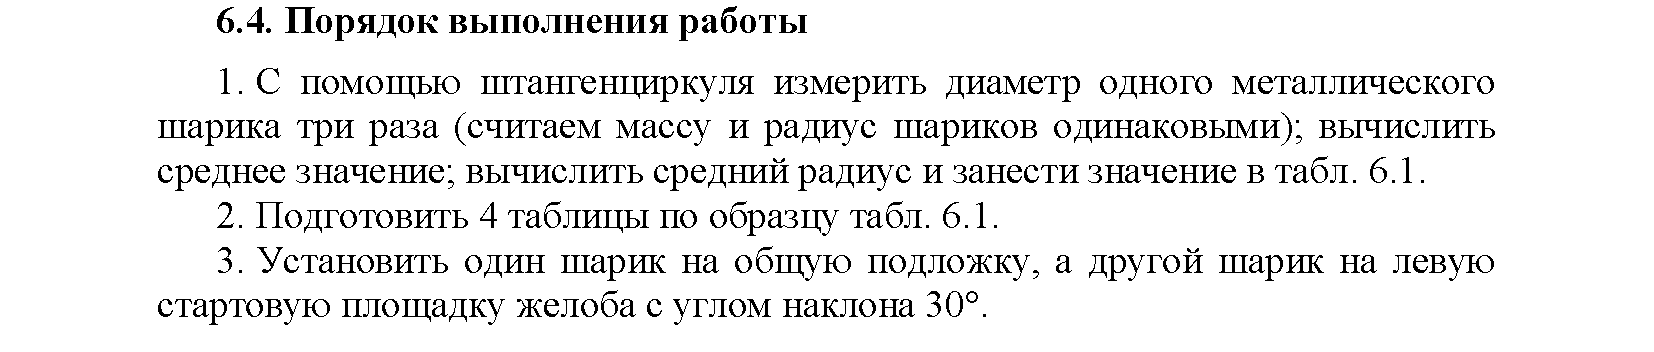 6.4. Порядок выполнения работы
1. С помощью штангенциркуля измерить диаметр одного металлического
шарика три раза (считаем массу и радиус шариков одинаковыми); вычислить
среднее значение; вычислить средний радиус и занести значение в табл. 6.1.
2. Подготовить 4 таблицы по образцу табл. 6.1.
3. Установить один шарик на общую подложку, а другой шарик на левую
стартовую площадку желоба с углом наклона 30°.